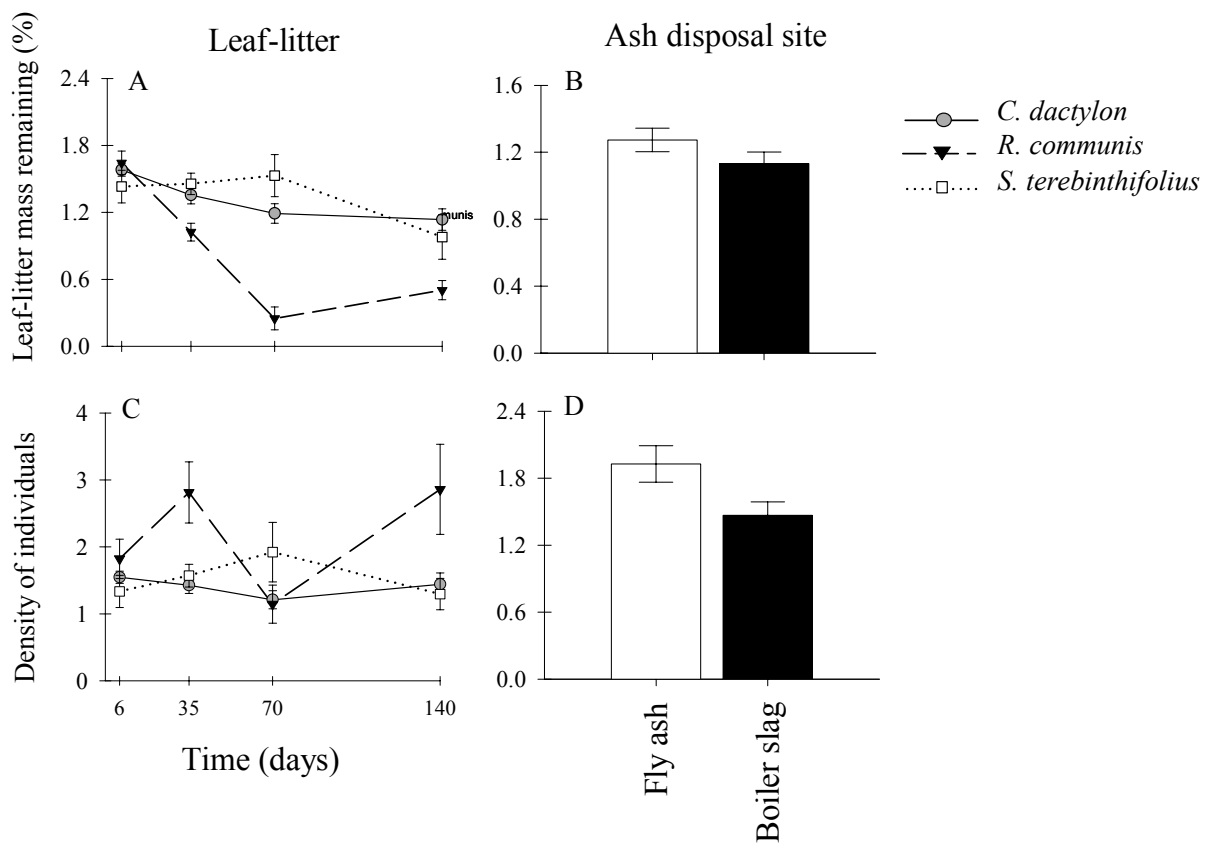 Leaf-litter
Ash disposal site
Leaf-litter mass remaining (%)
A
2.4
1.8
1.2
0.6
0.0
munis
B
1.6
1.2
0.8
0.4
0.0
C. dactylon
R. communis
S. terebinthifolius
Density of individuals
C
4
3
2
1
0
6 35 70 140
Time (days)
D
2.4
1.8
1.2
0.6
0.0
Fly ash
Boiler slag